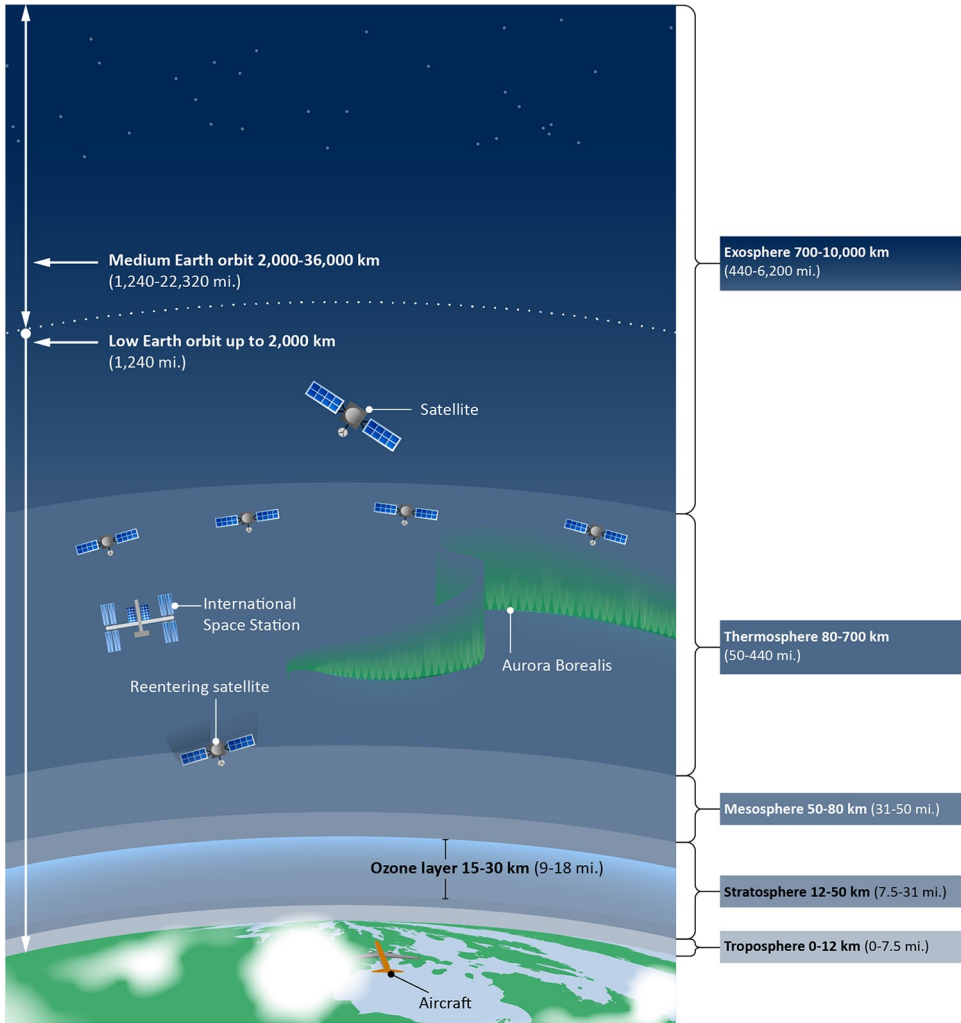 Medium Earth orbit 2,000-36,000 km
(1,240-22,320 mi.)
Exosphere 700-10,000 km
(440-6,200 mi.)
Low Earth orbit up to 2,000 km
(1,240 mi.)
Satellite
International
Space Station
Aurora Borealis
Thermosphere 80-700 km
(50-440 mi.)
Reentering satellite
Mesosphere 50-80 km (31-50 mi.)
Ozone layer 15-30 km (9-18 mi.)
Stratosphere 12-50 km (7.5-31 mi.)
Troposphere 0-12 km (0-7.5 mi.)
Aircraft